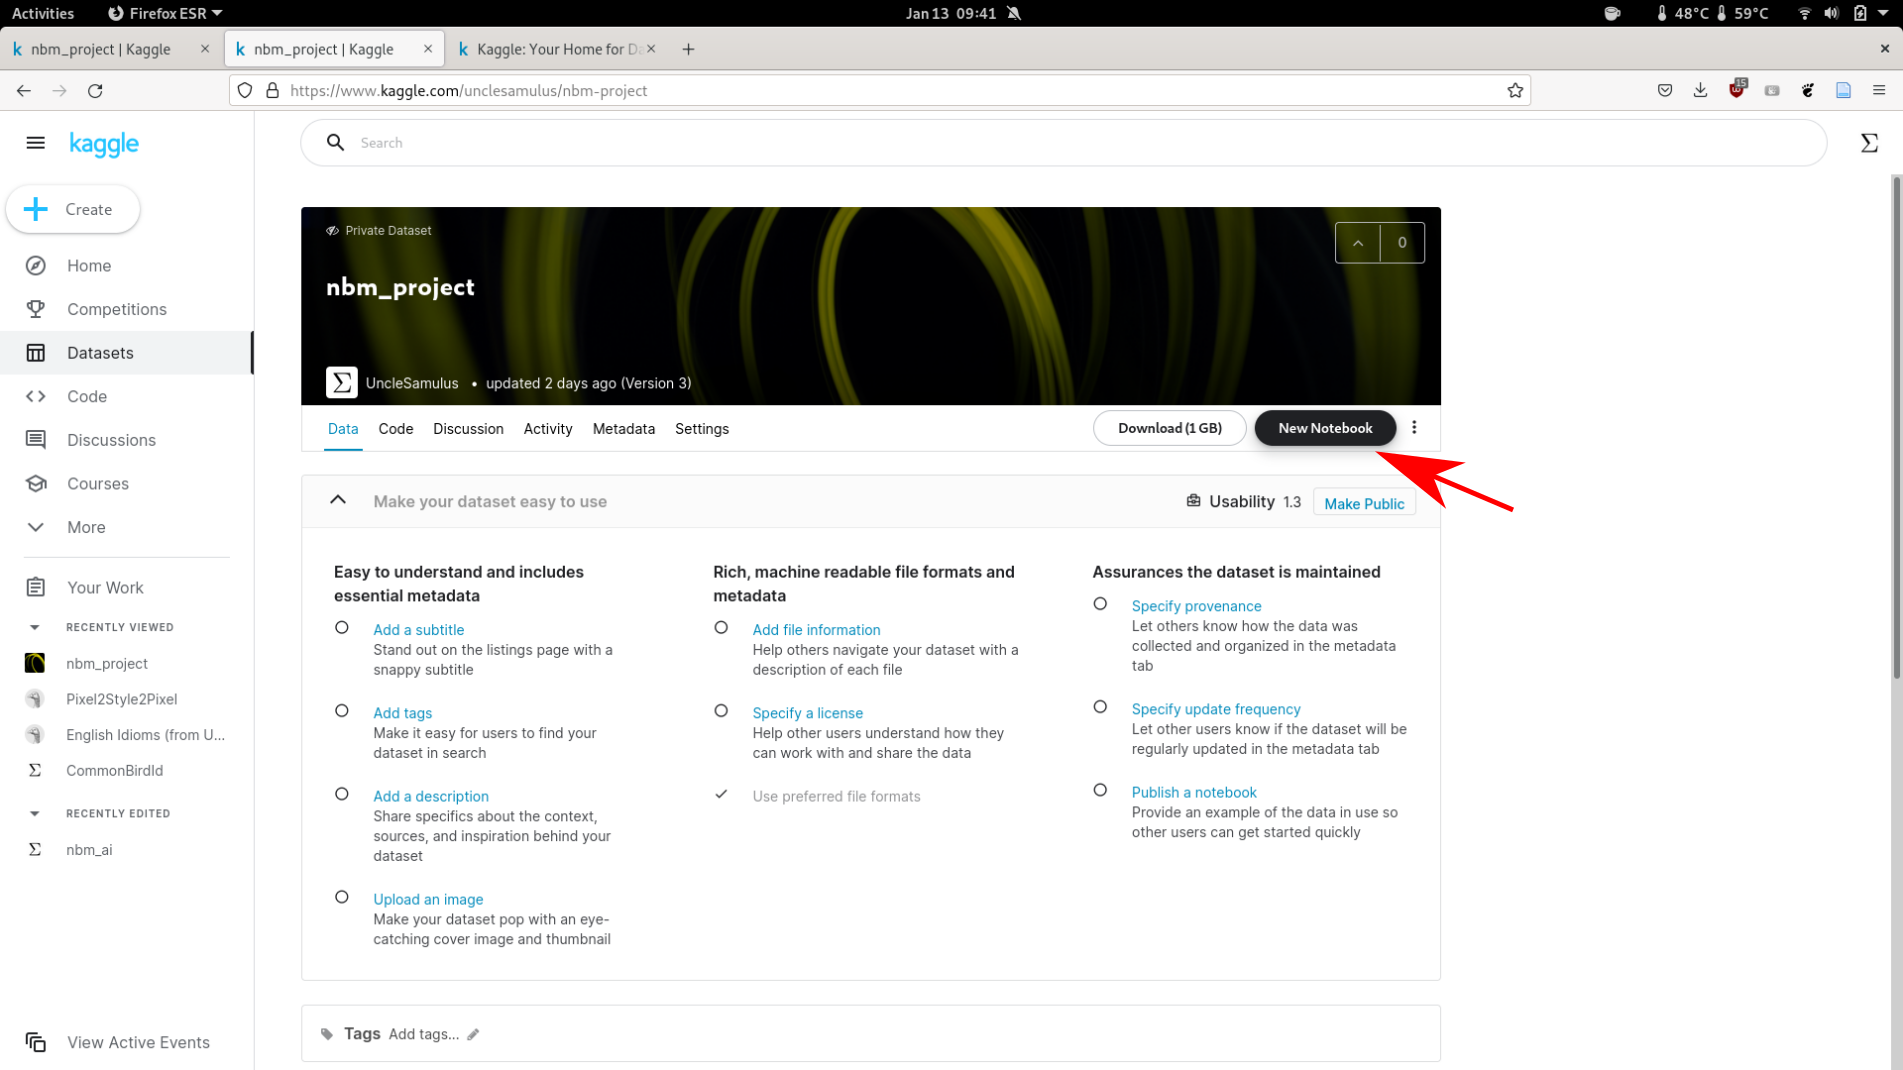 Activities
Firefox ESR
Jan 13 09:41
48°C
59°C
nbm_project | Kaggle
nbm_project | Kaggle
Kaggle: Your Home for Da
https://www.kaggle.com/unclesamulus/nbm-project
15
kaggle
Search
Create
Home
Competitions
Datasets
Code
Discussions
Courses
More
Your Work
RECENTLY VIEWED
nbm_project
Pixel2Style2Pixel
English Idioms (from U...
CommonBirdId
RECENTLY EDITED
nbm_ai
View Active Events
Private Dataset
0
nbm_project
UncleSamulus • updated 2 days ago (Version 3)
Data
Code
Discussion
Activity
Metadata
Settings
Download (1 GB)
New Notebook
Make your dataset easy to use
Usability 1.3
Make Public
Easy to understand and includes
essential metadata
Add a subtitle
Stand out on the listings page with a
snappy subtitle
Add tags
Make it easy for users to find your
dataset in search
Add a description
Share specifics about the context,
sources, and inspiration behind your
dataset
Upload an image
Make your dataset pop with an eye-
catching cover image and thumbnail
Rich, machine readable file formats and
metadata
Add file information
Help others navigate your dataset with a
description of each file
Specify a license
Help other users understand how they
can work with and share the data
Use preferred file formats
Assurances the dataset is maintained
Specify provenance
Let others know how the data was
collected and organized in the metadata
tab
Specify update frequency
Let other users know if the dataset will be
regularly updated in the metadata tab
Publish a notebook
Provide an example of the data in use so
other users can get started quickly
Tags
Add tags...